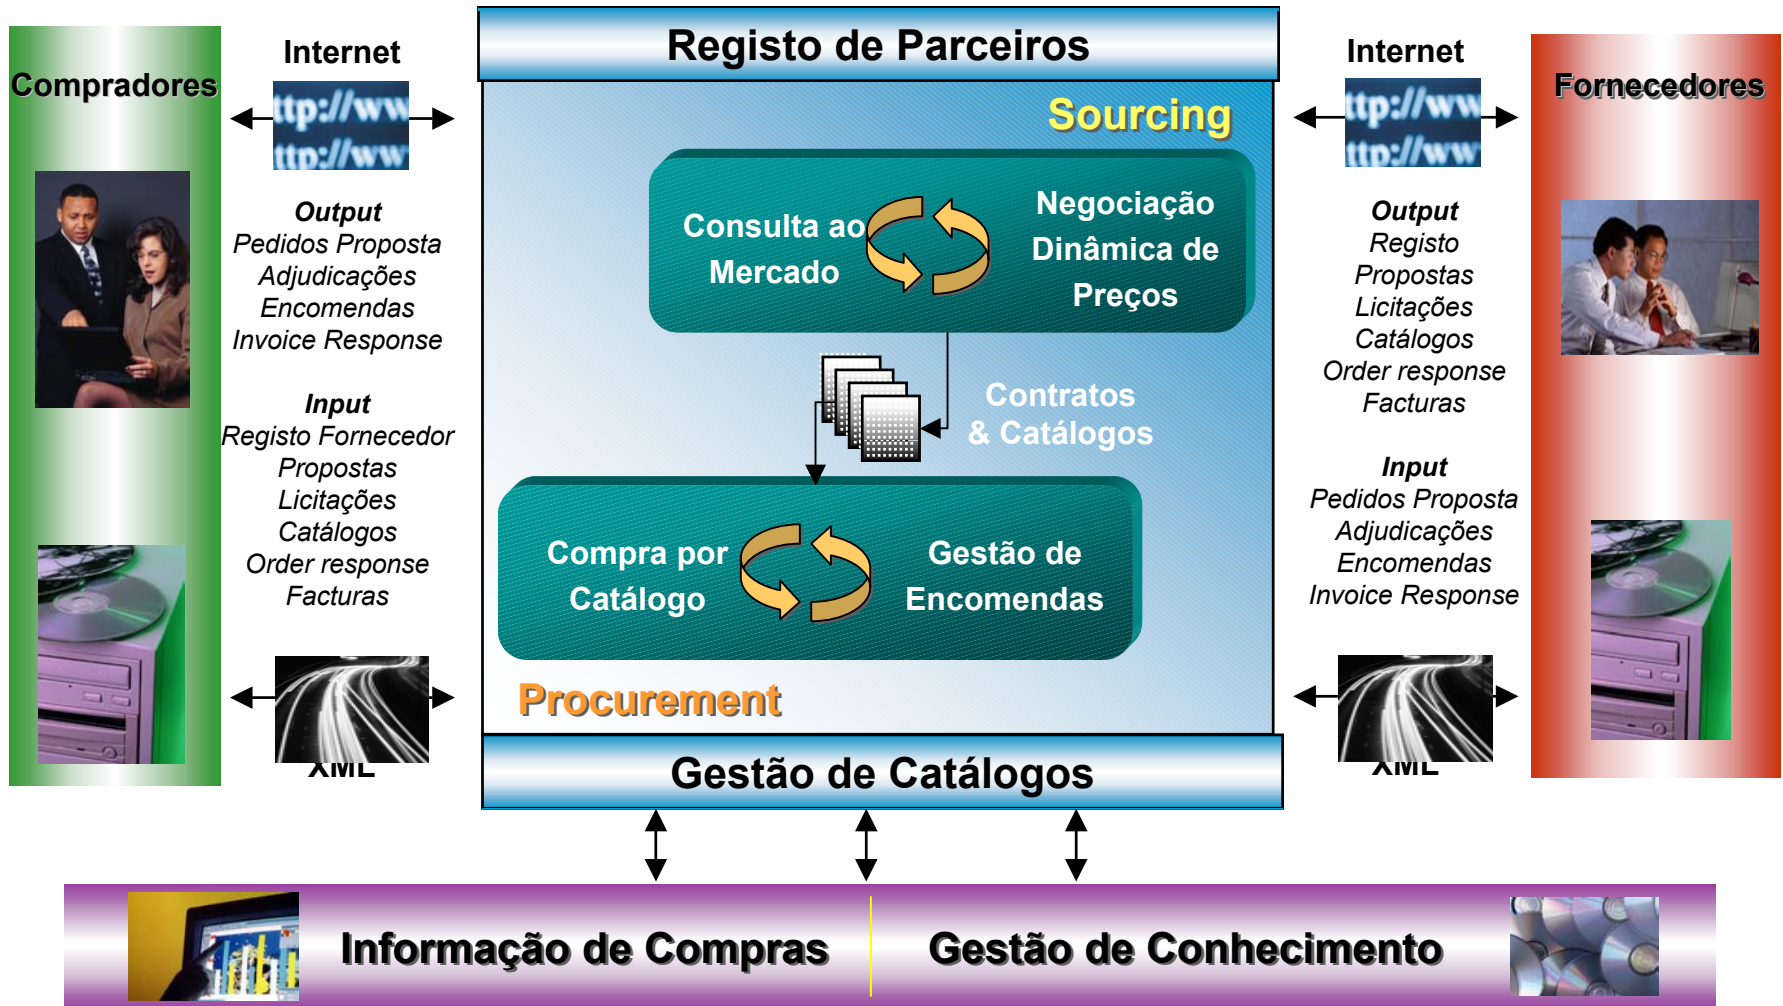 Registo de Parceiros
Compradores
Internet
ttp://ww
ttp://ww
Output
Pedidos Proposta
Adjudicações
Encomendas
Invoice Response
Input
Registo Fornecedor
Propostas
Licitações
Catálogos
Order response
Facturas
XML
Sourcing
Consulta ao
Mercado
Negociação
Dinâmica de
Preços
Contratos
& Catálogos
Compra por
Catálogo
Gestão de
Encomendas
Procurement
Gestão de Catálogos
Internet
ttp://ww
ttp://ww
Output
Registo
Propostas
Licitações
Catálogos
Order response
Facturas
Input
Pedidos Proposta
Adjudicações
Encomendas
Invoice Response
XML
Fornecedores
Informação de Compras
Gestão de Conhecimento